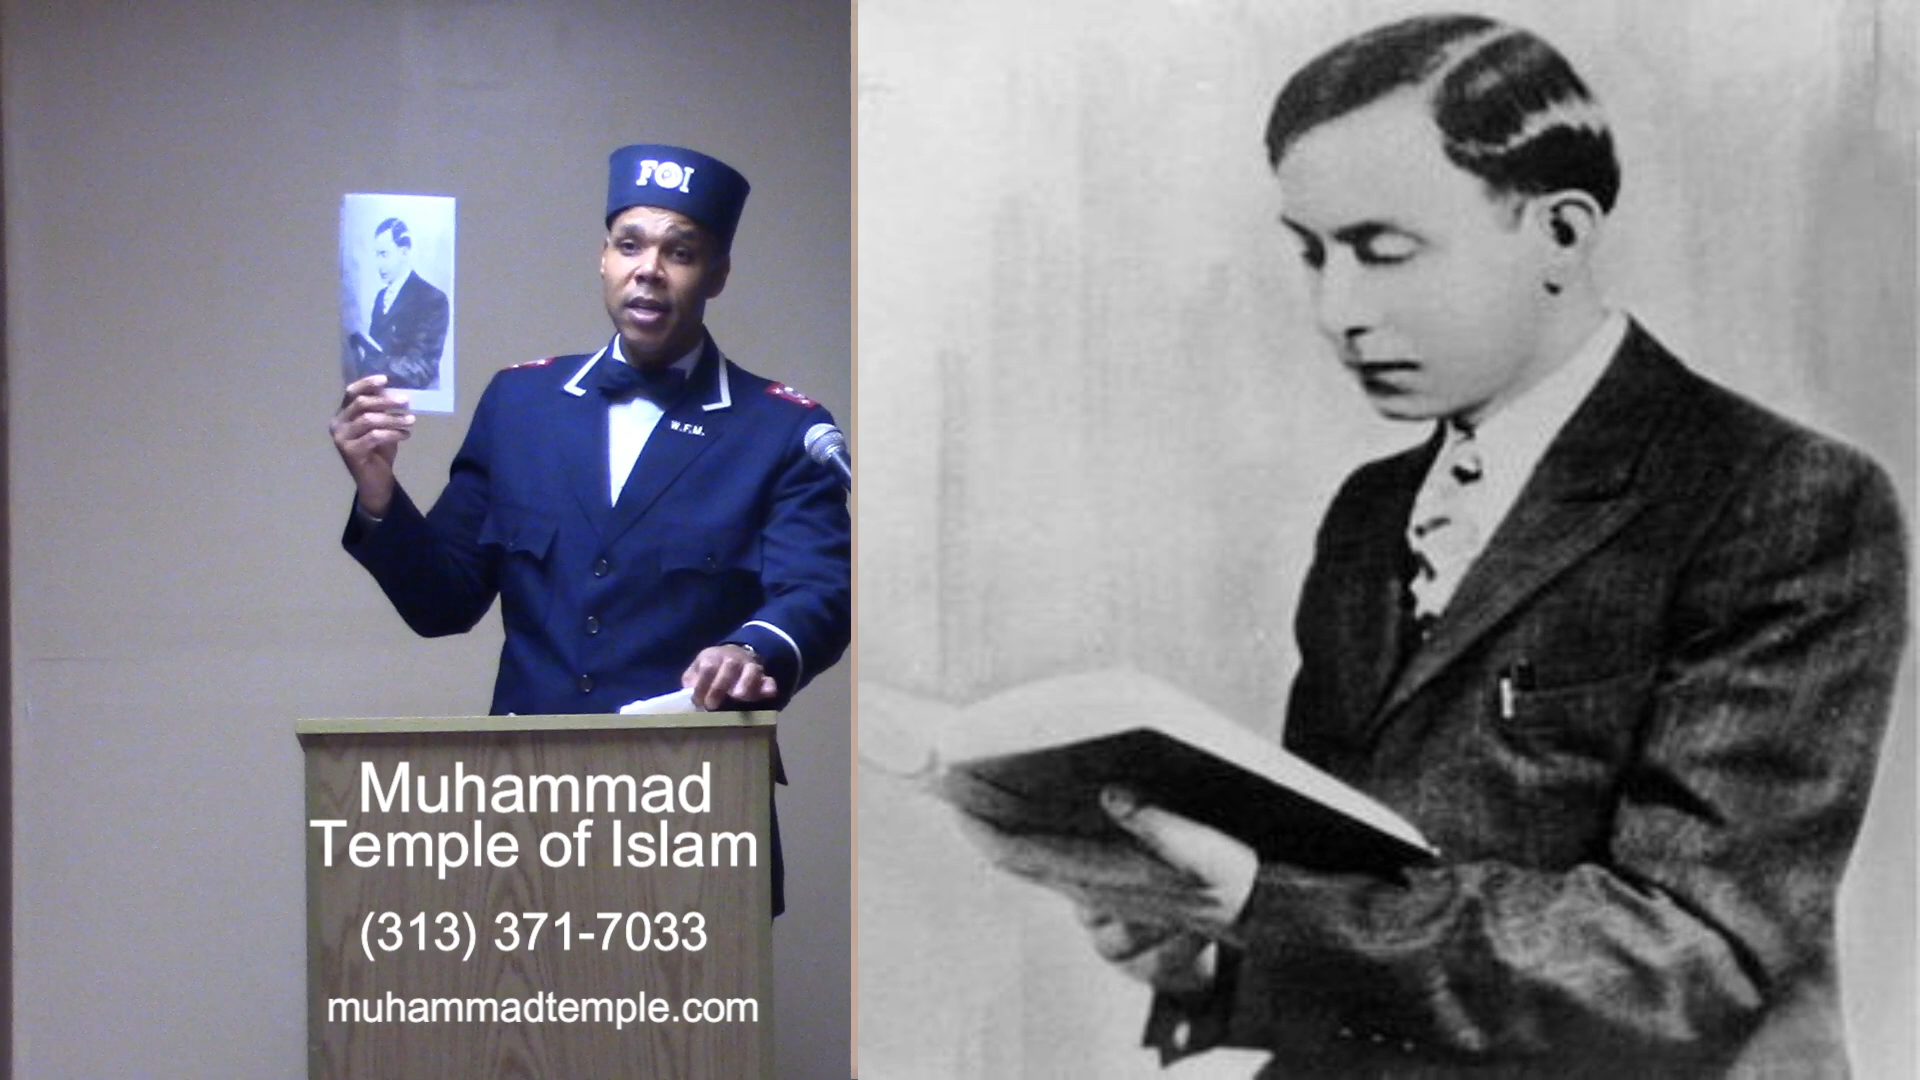 FOI
W.F.M.
Muhammad
Temple of Islam
(313) 371-7033
muhammadtemple.com